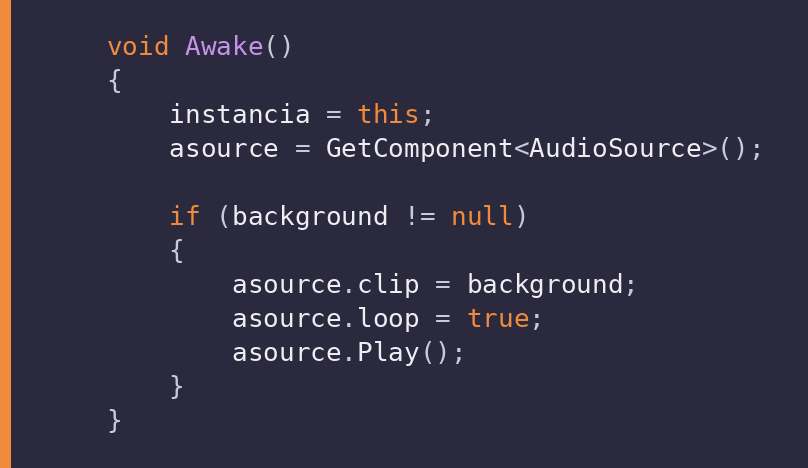 void Awake()
{
    instancia = this;
    asource = GetComponent<AudioSource>();

    if (background != null)
    {
        asource.clip = background;
        asource.loop = true;
        asource.Play();
    }
}